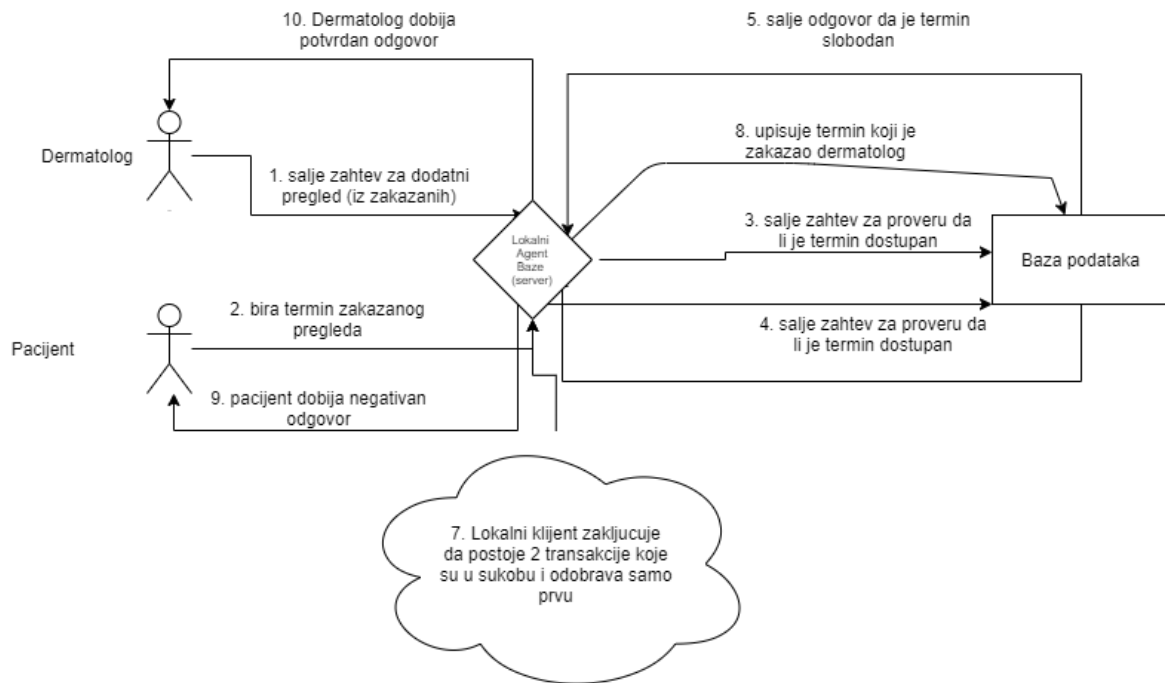 10. Dermatolog dobija
potvrdan odgovor
5. salje odgovor da je termin
slobodan
Dermatolog
1. salje zahtev za dodatni
pregled (iz zakazanih)
8. upisuje termin koji je
zakazao dermatolog
3. salje zahtev za proveru da
li je termin dostupan
Lokalni
Agent
Baze
(server)
Baza podataka
Pacijent
2. bira termin zakazanog
pregleda
4. salje zahtev za proveru da
li je termin dostupan
9. pacijent dobija negativan
odgovor
7. Lokalni klijent zakljucuje
da postoje 2 transakcije koje
su u sukobu i odobrava samo
prvu